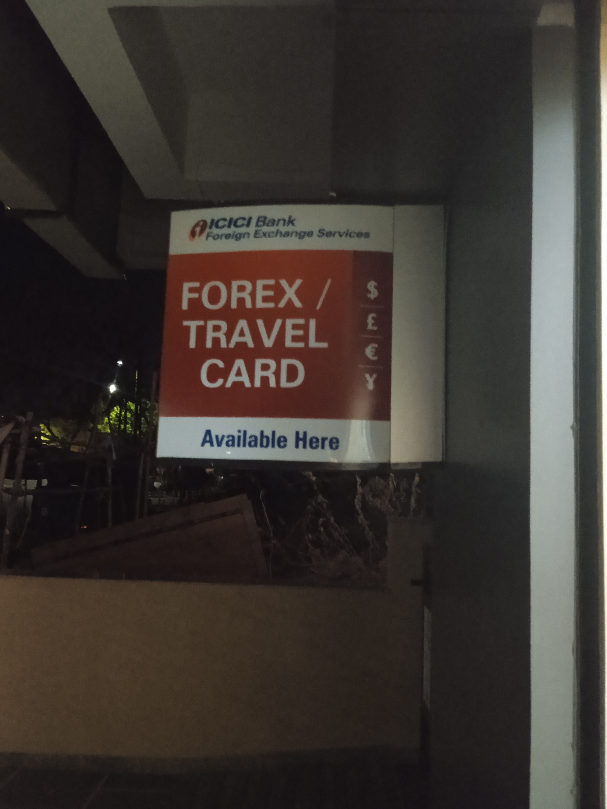 ICICI Bank
Foreign Exchange Services
FOREX /
TRAVEL
CARD
$
£
€
¥
Available Here